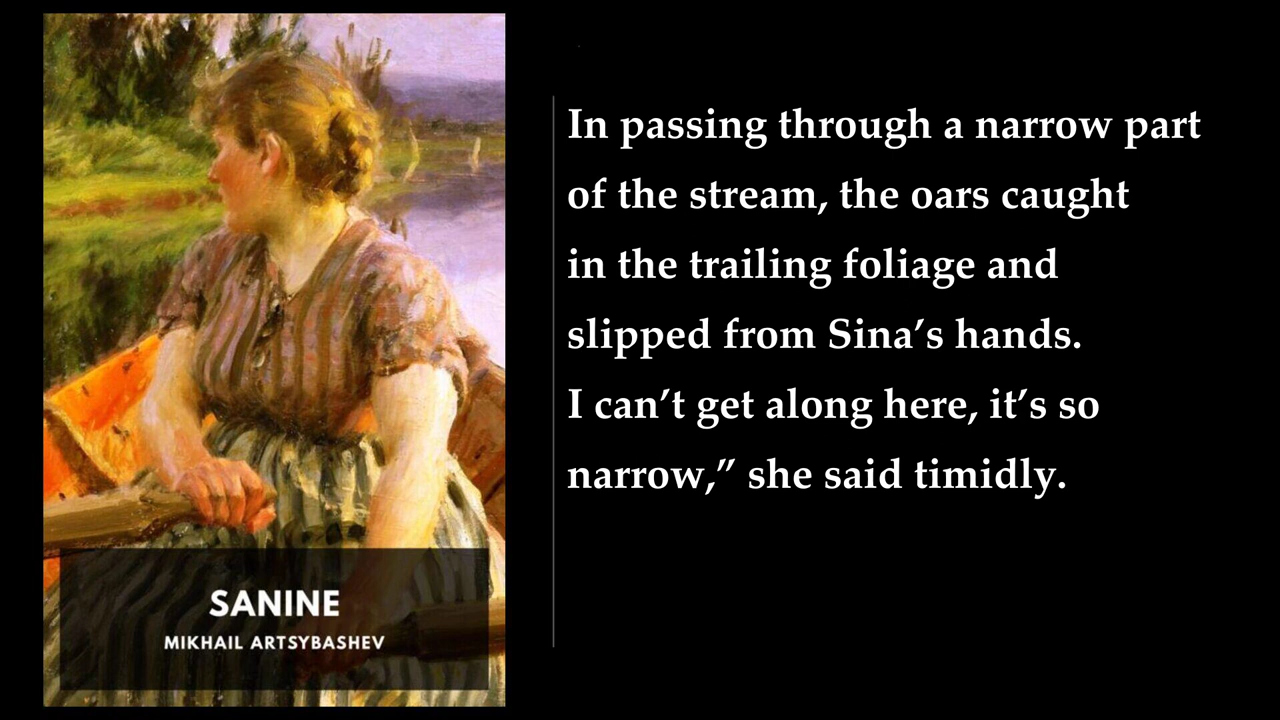 SANINE
MIKHAIL ARTSYBASHEV
In passing through a narrow part
of the stream, the oars caught
in the trailing foliage and
slipped from Sina’s hands.
I can’t get along here, it’s so
narrow,” she said timidly.